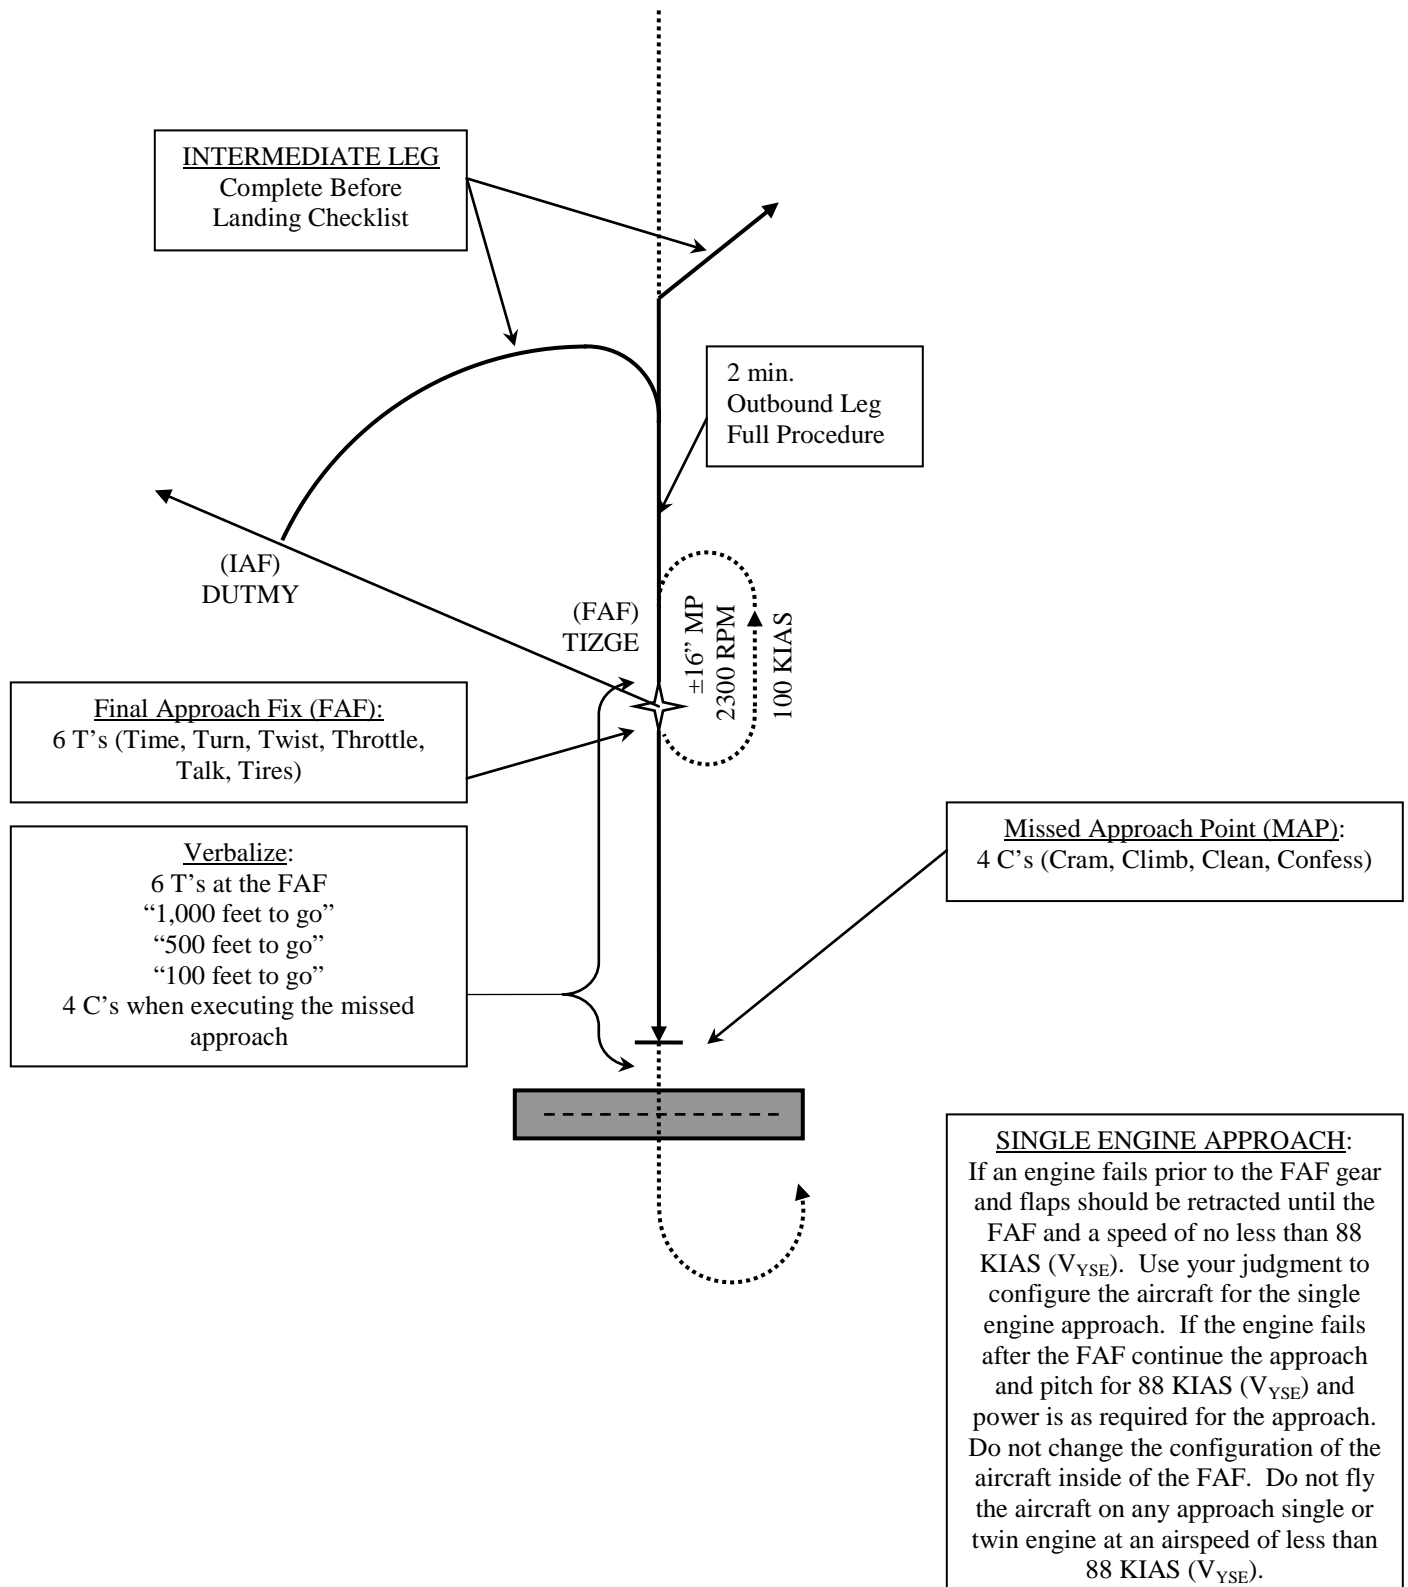 INTERMEDIATE LEG
Complete Before
Landing Checklist
2 min.
Outbound Leg
Full Procedure
(IAF)
DUTMY
(FAF)
TIZGE
±16” MP
2300 RPM
100 KIAS
Final Approach Fix (FAF):
6 T’s (Time, Turn, Twist, Throttle,
Talk, Tires)
Verbalize:
6 T’s at the FAF
“1,000 feet to go”
“500 feet to go”
“100 feet to go”
4 C’s when executing the missed
approach
Missed Approach Point (MAP):
4 C’s (Cram, Climb, Clean, Confess)
SINGLE ENGINE APPROACH:
If an engine fails prior to the FAF gear
and flaps should be retracted until the
FAF and a speed of no less than 88
KIAS (VYSE).  Use your judgment to
configure the aircraft for the single
engine approach.  If the engine fails
after the FAF continue the approach
and pitch for 88 KIAS (VYSE) and
power is as required for the approach.
Do not change the configuration of the
aircraft inside of the FAF.  Do not fly
the aircraft on any approach single or
twin engine at an airspeed of less than
88 KIAS (VYSE).